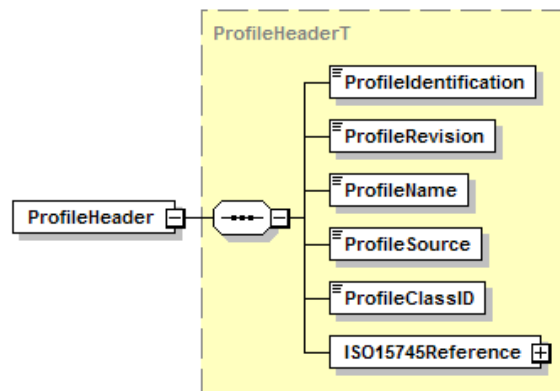 ProfileHeaderT
ProfileIdentification
ProfileRevision
ProfileName
ProfileHeader
ProfileSource
ProfileClassID
ISO15745Reference